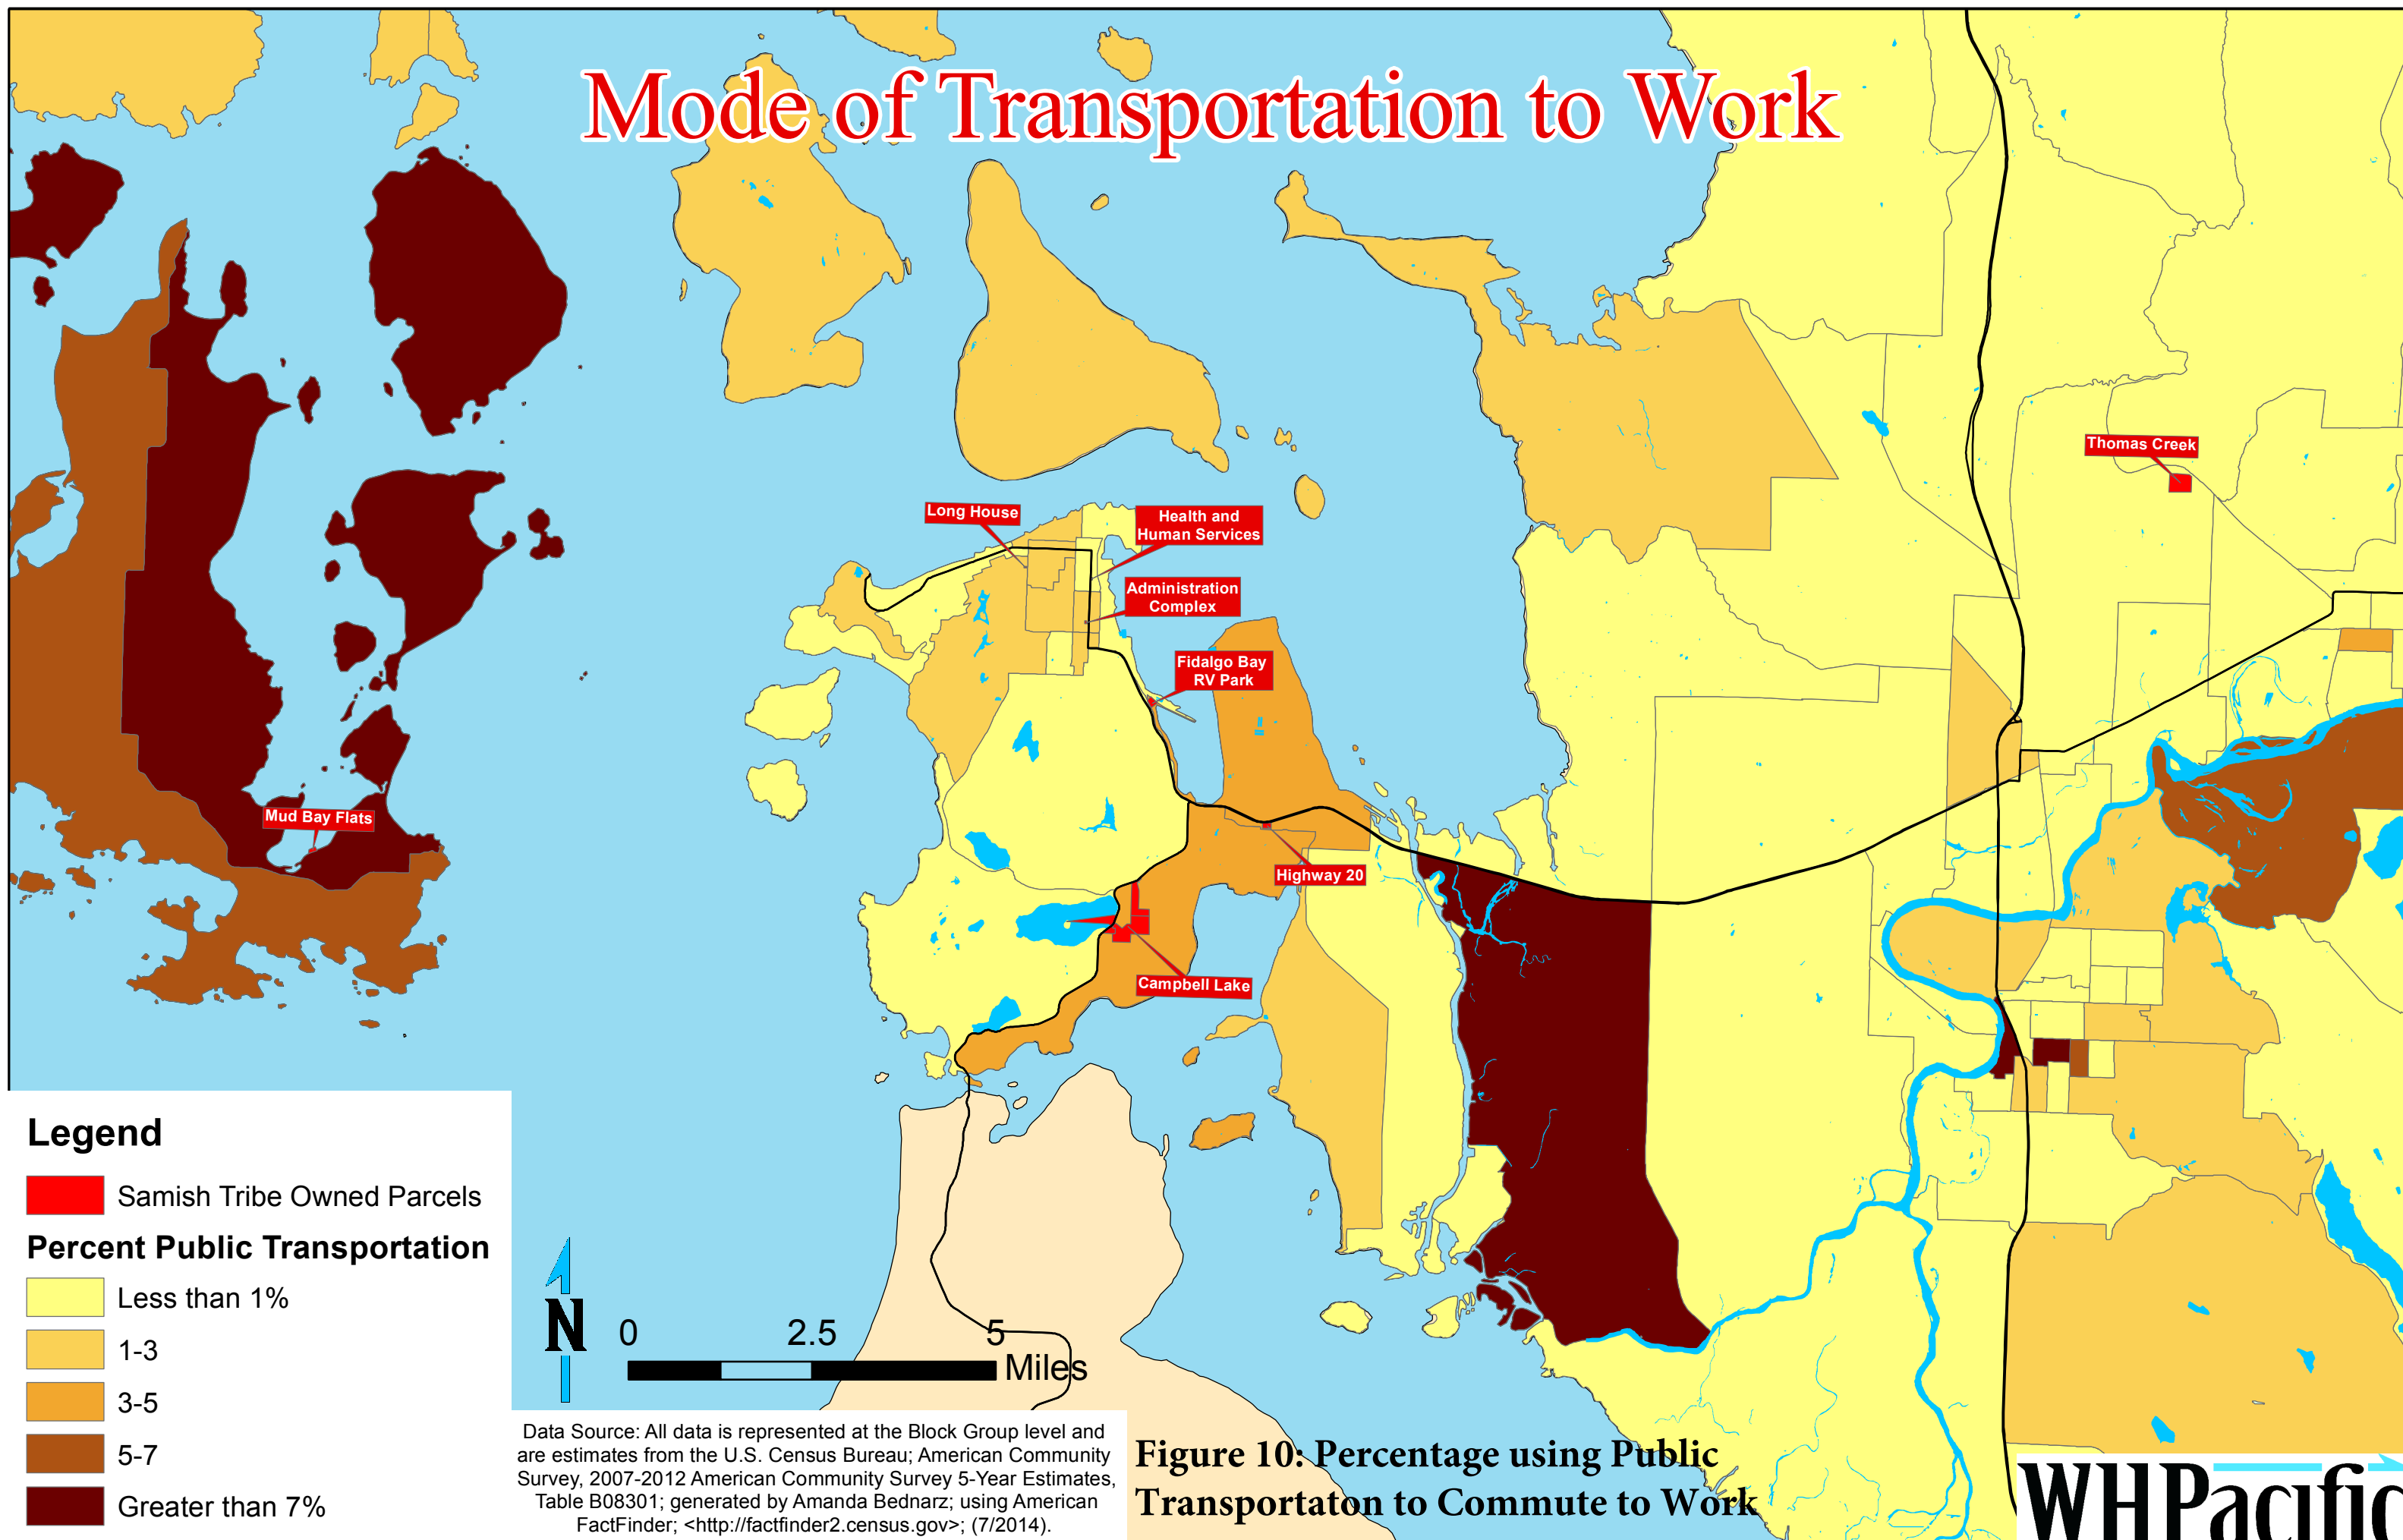 Mode of Transportation to Work
Thomas Creek
Long House
Health and
Human Services
Administration
Complex
Fidalgo Bay
RV Park
Mud Bay Flats
Highway 20
Campbell Lake
Legend
Samish Tribe Owned Parcels
Percent Public Transportation
Less than 1%
1-3
3-5
5-7
Greater than 7%
N
0 2.5 5
Miles
Data Source: All data is represented at the Block Group level and
are estimates from the U.S. Census Bureau; American Community
Survey, 2007-2012 American Community Survey 5-Year Estimates,
Table B08301; generated by Amanda Bednarz; using American
FactFinder; <http://factfinder2.census.gov>; (7/2014).
Figure 10: Percentage using Public
Transportaton to Commute to Work
WHPacific